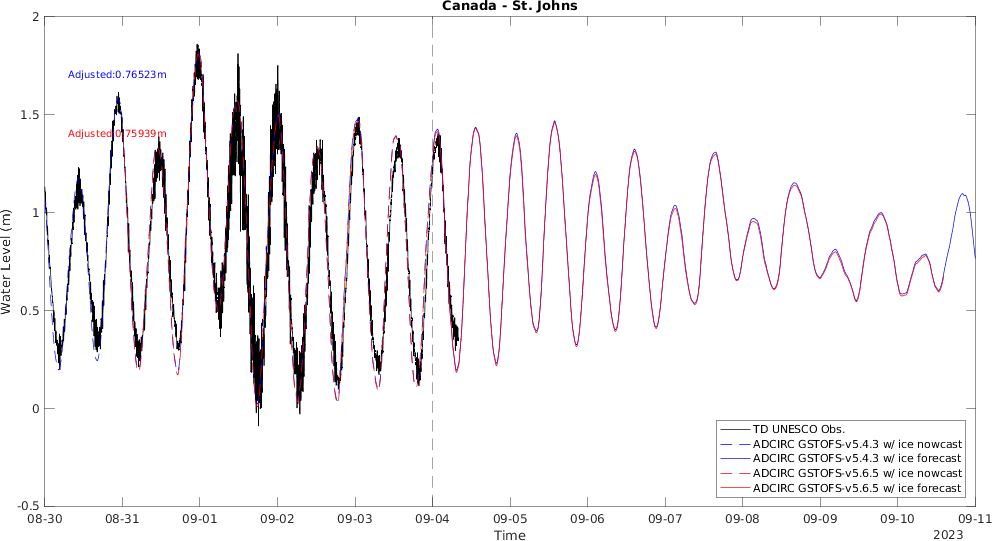 Canada - St. Johns
2
1.5
1
0.5
0
-0.5
Water Level (m)
Adjusted:0.76523m
Adjusted:0.75939m
TD UNESCO Obs.
ADCIRC GSTOFS-v5.4.3 w/ ice nowcast
ADCIRC GSTOFS-v5.4.3 w/ ice forecast
ADCIRC GSTOFS-v5.6.5 w/ ice nowcast
ADCIRC GSTOFS-v5.6.5 w/ ice forecast
08-30 08-31 09-01 09-02 09-03 09-04 09-05 09-06 09-07 09-08 09-09 09-10 09-11
Time
2023